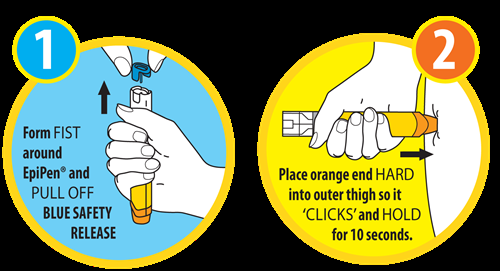 1
Form FIST
around
EpiPen® and
PULL OFF
BLUE SAFETY
RELEASE
2
Place orange end HARD
into outer thigh so it
'CLICKS' and HOLD
for 10 seconds.